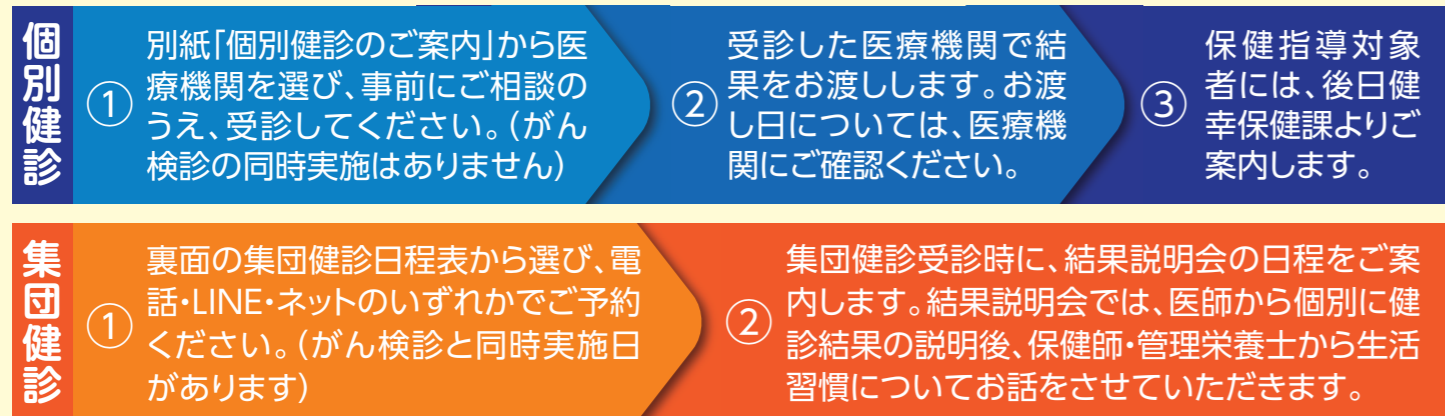 個別健診
①
別紙「個別健診のご案内」から医
療機関を選び、事前にご相談の
うえ、受診してください。(がん
検診の同時実施はありません)
②
受診した医療機関で結
果をお渡しします。お渡
し日については、医療機
関にご確認ください。
③
保健指導対象
者には、後日健
幸保健課よりご
案内します。
集団健診
①
裏面の集団健診日程表から選び、電
話・LINE・ネットのいずれかでご予約
ください。(がん検診と同時実施日
があります)
②
集団健診受診時に、結果説明会の日程をご案
内します。結果説明会では、医師から個別に健
診結果の説明後、保健師・管理栄養士から生活
習慣についてお話をさせていただきます。